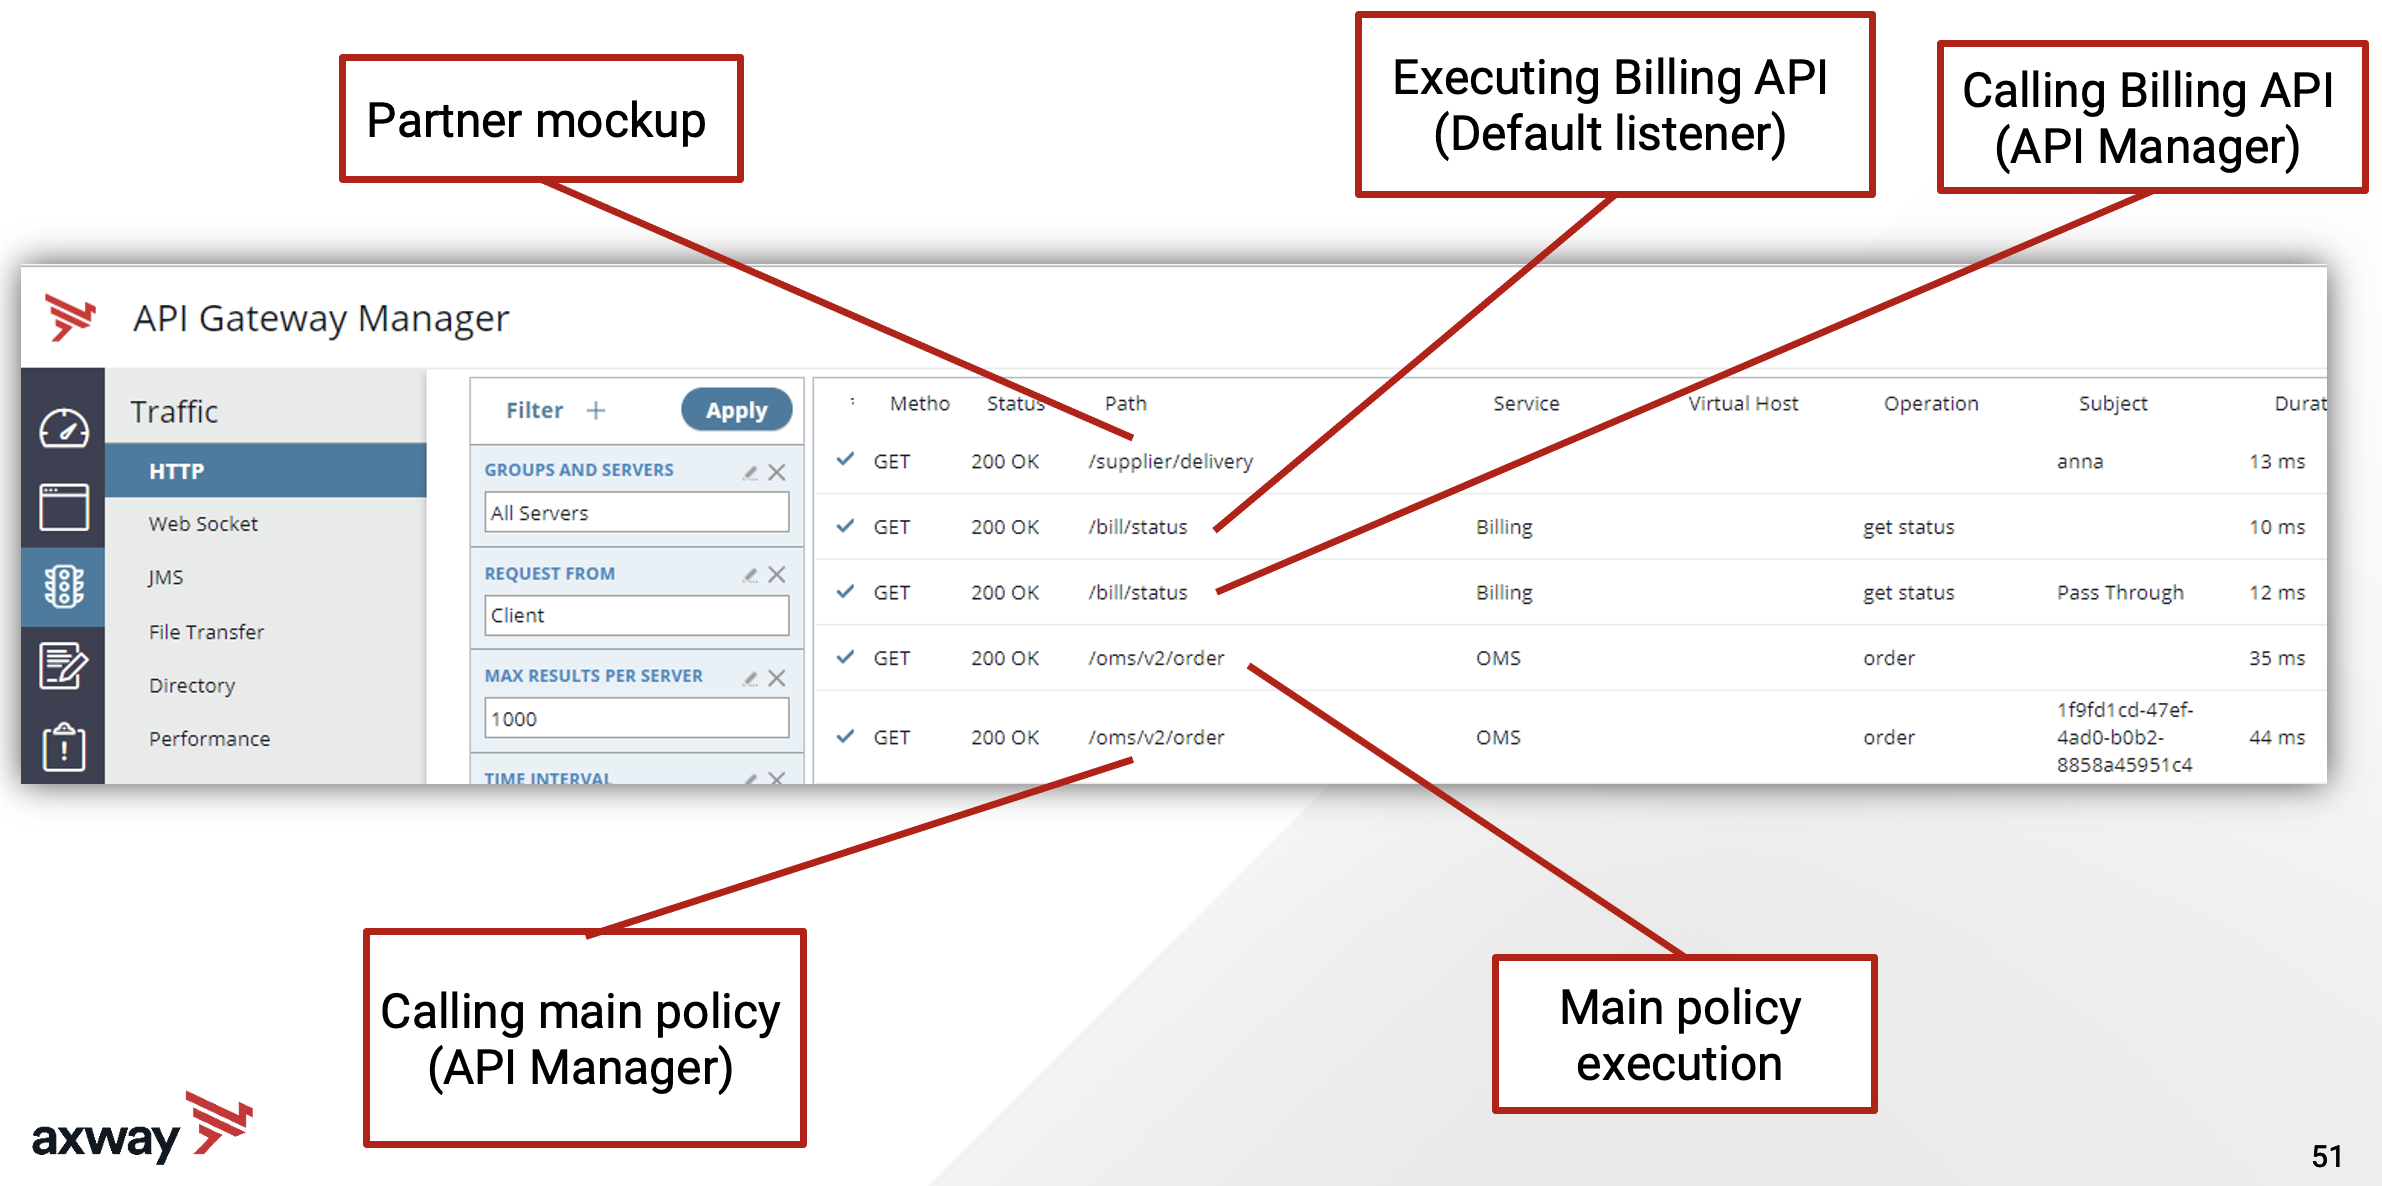 Partner mockup
Executing Billing API
(Default listener)
Calling Billing API
(API Manager)
API Gateway Manager
Traffic
HTTP
Web Socket
JMS
File Transfer
Directory
Performance
Filter + Apply
GROUPS AND SERVERS
All Servers
REQUEST FROM
Client
MAX RESULTS PER SERVER
1000
TIME INTERVAL
Metho Status Path Service Virtual Host Operation Subject Durat
GET 200 OK /supplier/delivery anna 13 ms
GET 200 OK /bill/status Billing get status 10 ms
GET 200 OK /bill/status Billing get status Pass Through 12 ms
GET 200 OK /oms/v2/order OMS order 35 ms
GET 200 OK /oms/v2/order OMS order 1f9fd1cd-47ef-
4ad0-b0b2-
8858a45951c4 44 ms
Calling main policy
(API Manager)
Main policy
execution
axway
51